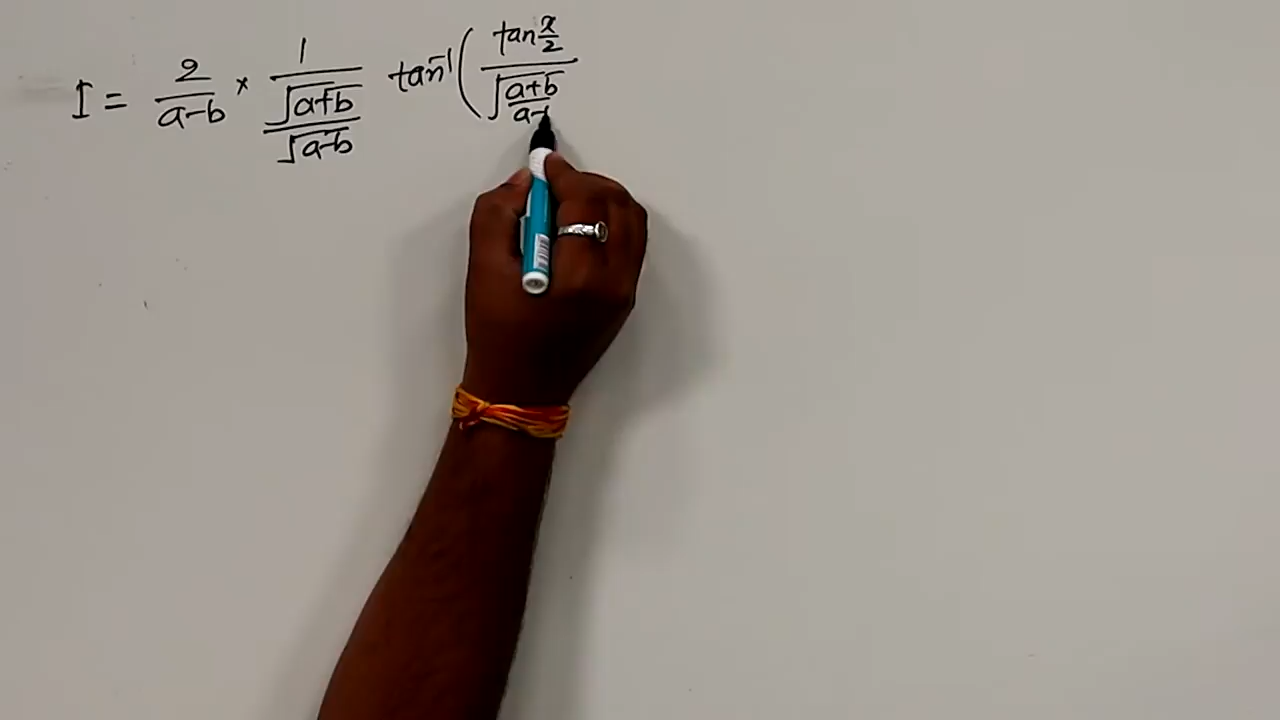 I = 2/(a-b) × 1/(√(a+b)/√(a-b)) tan⁻¹( tan x/2 / √(a+b/a-